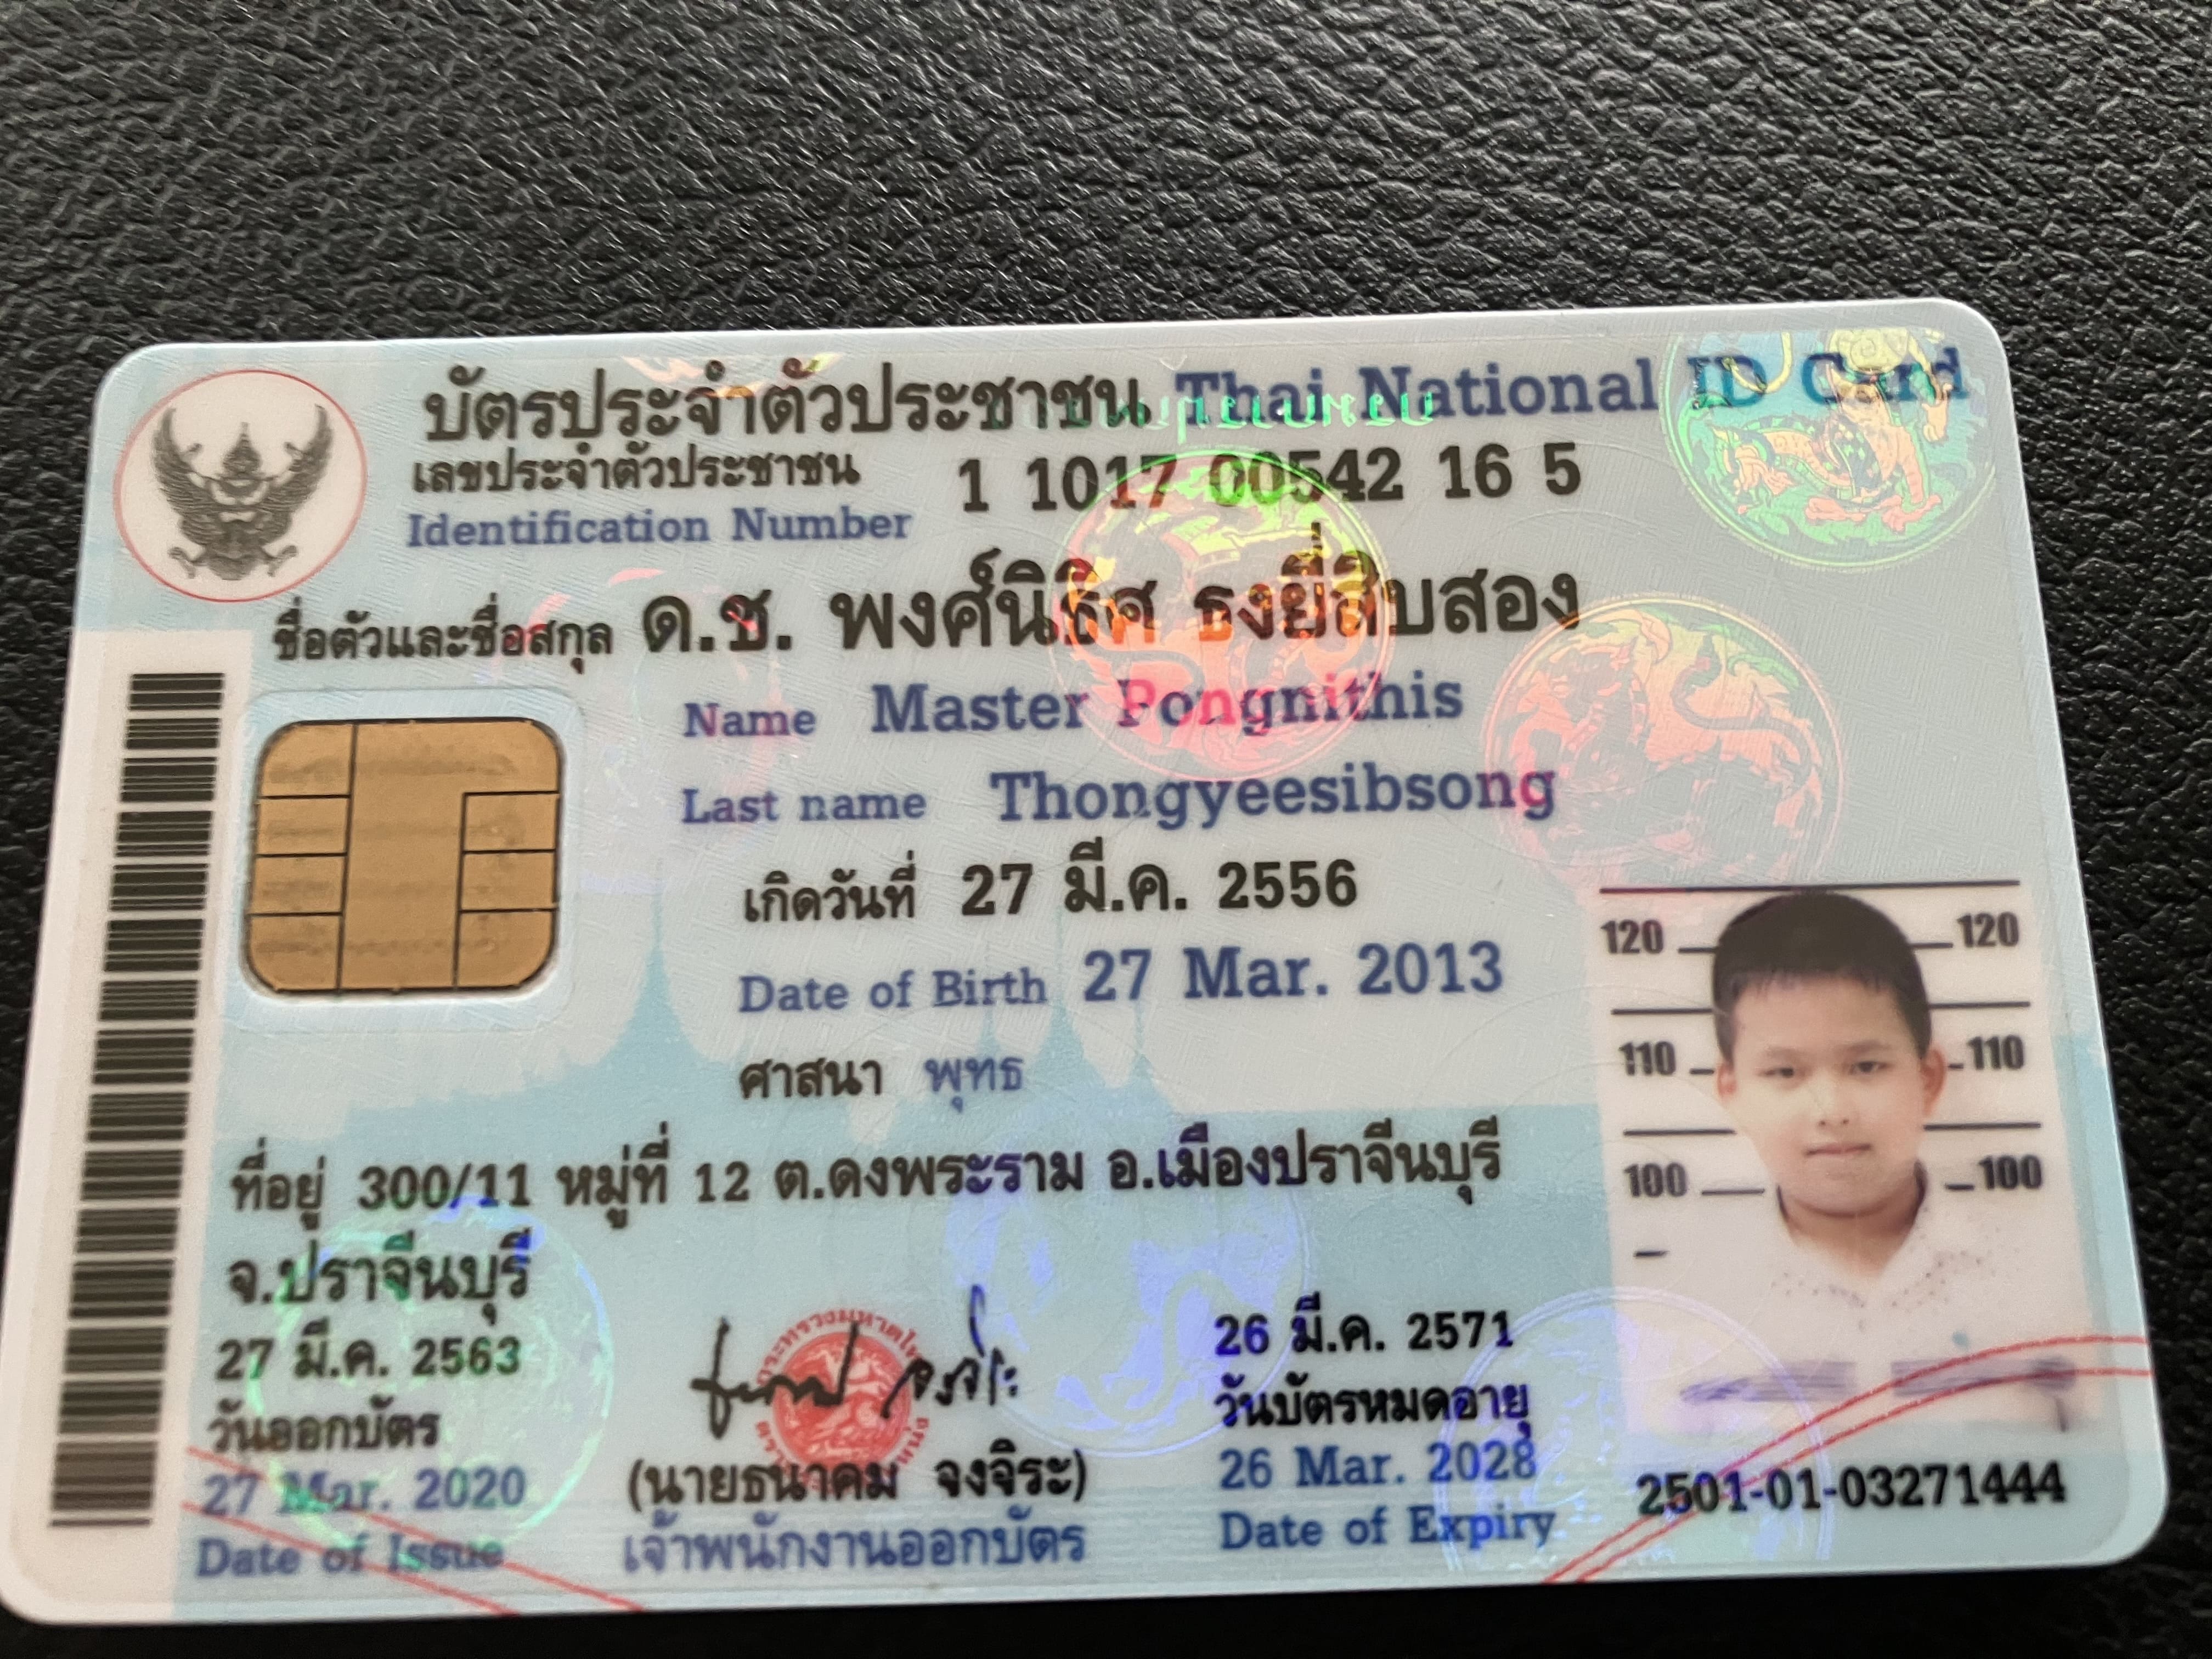 บัตรประจำตัวประชาชน Thai National ID Card
เลขประจำตัวประชาชน 1 1017 00542 16 5
Identification Number
ชื่อตัวและชื่อสกุล ด.ช. พงศ์นิธิศ ธงยี่สิบสอง
Name Master Pongnithis
Last name Thongyeesibsong
เกิดวันที่ 27 มี.ค. 2556
Date of Birth 27 Mar. 2013
ศาสนา พุทธ
ที่อยู่ 300/11 หมู่ที่ 12 ต.ดงพระราม อ.เมืองปราจีนบุรี
จ.ปราจีนบุรี
27 มี.ค. 2563
วันออกบัตร
27 Mar. 2020
Date of Issue
(นายธนาคม จงจิระ)
เจ้าพนักงานออกบัตร
26 มี.ค. 2571
วันบัตรหมดอายุ
26 Mar. 2028
Date of Expiry
120 120
110 110
100 100
2501-01-03271444